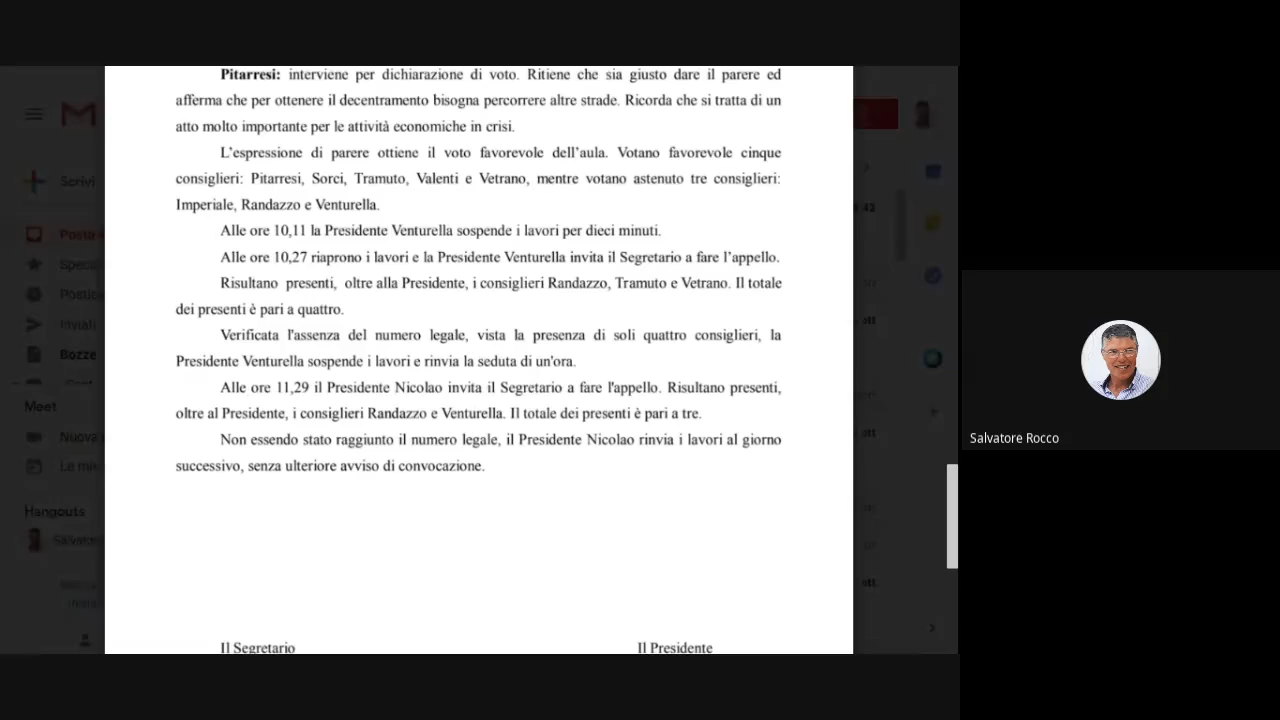 Pitarresi: interviene per dichiarazione di voto. Ritiene che sia giusto dare il parere ed
afferma che per ottenere il decentramento bisogna percorrere altre strade. Ricorda che si tratta di un
atto molto importante per le attività economiche in crisi.
L’espressione di parere ottiene il voto favorevole dell’aula. Votano favorevole cinque
consiglieri: Pitarresi, Sorci, Tramuto, Valenti e Vetrano, mentre votano astenuto tre consiglieri:
Imperiale, Randazzo e Venturella.
Alle ore 10,11 la Presidente Venturella sospende i lavori per dieci minuti.
Alle ore 10,27 riaprono i lavori e la Presidente Venturella invita il Segretario a fare l’appello.
Risultano presenti, oltre alla Presidente, i consiglieri Randazzo, Tramuto e Vetrano. Il totale
dei presenti è pari a quattro.
Verificata l'assenza del numero legale, vista la presenza di soli quattro consiglieri, la
Presidente Venturella sospende i lavori e rinvia la seduta di un'ora.
Alle ore 11,29 il Presidente Nicolao invita il Segretario a fare l'appello. Risultano presenti,
oltre al Presidente, i consiglieri Randazzo e Venturella. Il totale dei presenti è pari a tre.
Non essendo stato raggiunto il numero legale, il Presidente Nicolao rinvia i lavori al giorno
successivo, senza ulteriore avviso di convocazione.
Il Segretario
Il Presidente
Scrivi
Posta
Inviati
Bozze
Meet
Nuova
Hangouts
Salvatore Rocco